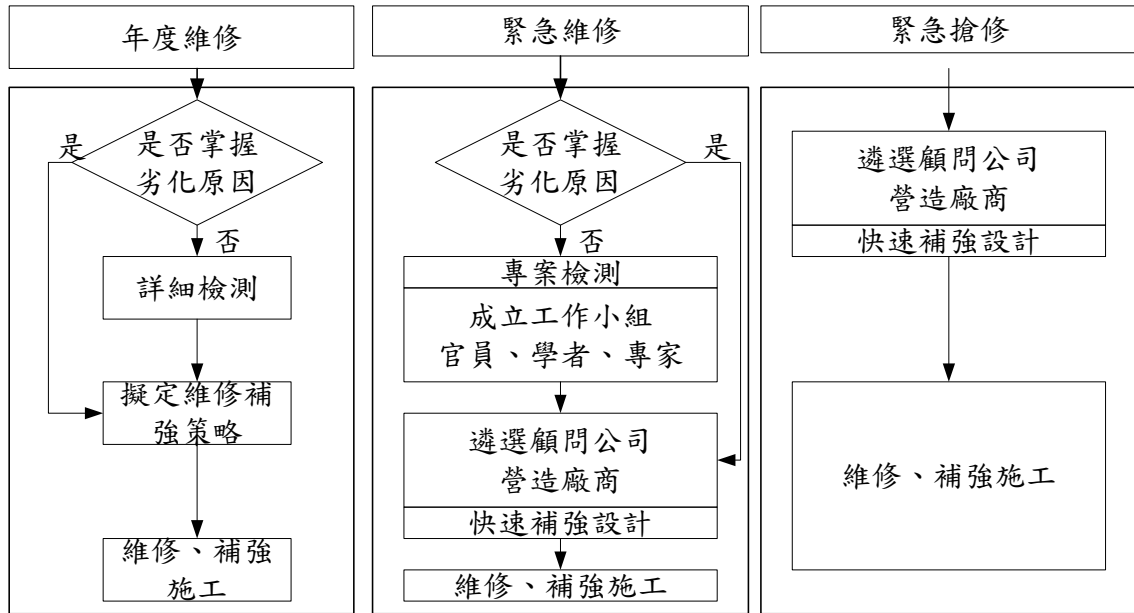 年度維修
是
是否掌握
劣化原因
否
詳細檢測
擬定維修補
強策略
維修、補強
施工
緊急維修
是否掌握
劣化原因
是
否
專案檢測
成立工作小組
官員、學者、專家
遴選顧問公司
營造廠商
快速補強設計
維修、補強施工
緊急搶修
遴選顧問公司
營造廠商
快速補強設計
維修、補強施工